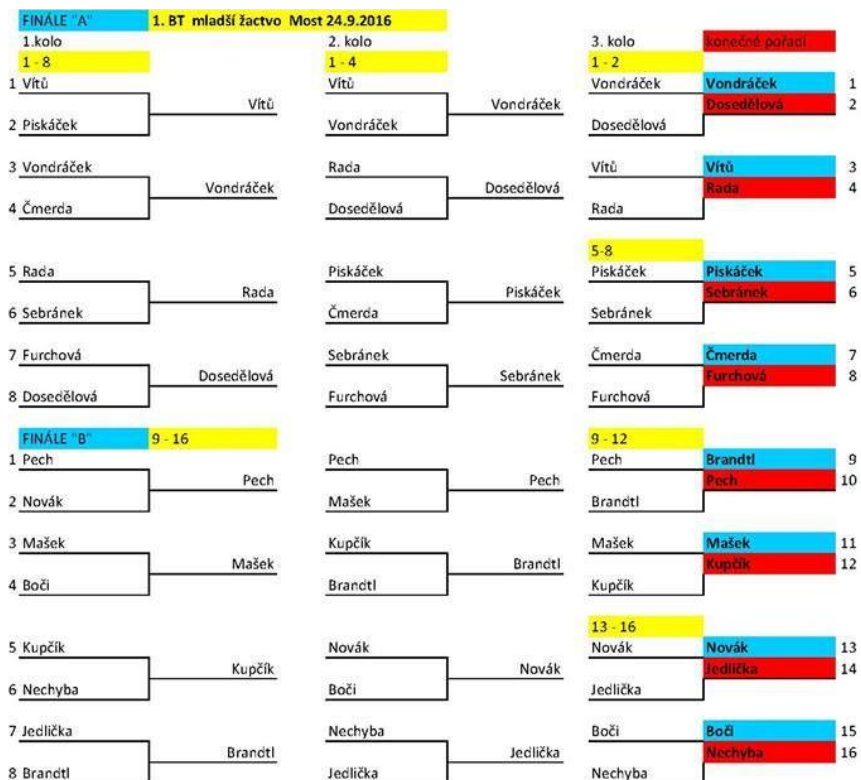 FINÁLE "A" 1. BT mladší žactvo Most 24.9.2016
1.kolo 2. kolo 3. kolo konečné pořadí
1 - 8 1 - 4 1 - 2
1 Vítů Vítů Vondráček Vondráček 1
Vítů Vondráček Dosedělová 2
2 Piskáček Vondráček Dosedělová
3 Vondráček Rada Vítů Vítů 3
Vondráček Dosedělová Rada 4
4 Čmerda Dosedělová Rada
5-8
5 Rada Piskáček Piskáček Piskáček 5
Rada Piskáček Sebránek 6
6 Sebránek Čmerda Sebránek
7 Furchová Sebránek Čmerda Čmerda 7
Dosedělová Sebránek Furchová 8
8 Dosedělová Furchová Furchová
FINÁLE "B" 9 - 16 9 - 12
1 Pech Pech Pech Brandtl 9
Pech Pech Pech 10
2 Novák Mašek Brandtl
3 Mašek Kupčík Mašek Mašek 11
Mašek Brandtl Kupčík 12
4 Boči Brandtl Kupčík
13 - 16
5 Kupčík Novák Novák Novák 13
Kupčík Novák Jedlička 14
6 Nechyba Boči Jedlička
7 Jedlička Nechyba Boči Boči 15
Brandtl Jedlička Nechyba 16
8 Brandtl Jedlička Nechyba